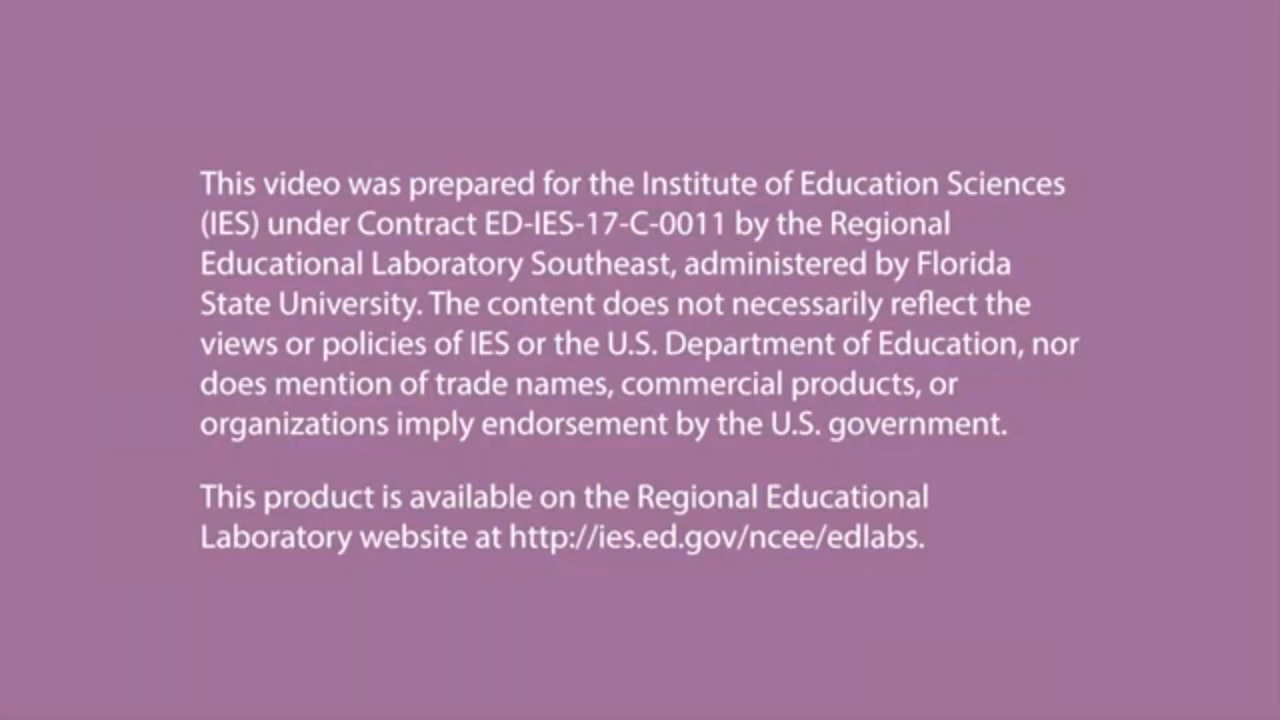 This video was prepared for the Institute of Education Sciences
(IES) under Contract ED-IES-17-C-0011 by the Regional
Educational Laboratory Southeast, administered by Florida
State University. The content does not necessarily reflect the
views or policies of IES or the U.S. Department of Education, nor
does mention of trade names, commercial products, or
organizations imply endorsement by the U.S. government.
This product is available on the Regional Educational
Laboratory website at http://ies.ed.gov/ncee/edlabs.